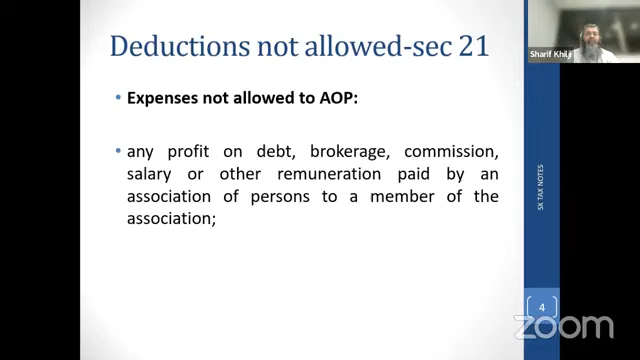 Deductions not allowed-sec 21
Sharif Khilji
• Expenses not allowed to AOP:
• any profit on debt, brokerage, commission,
salary or other remuneration paid by an
association of persons to a member of the
association;
SK TAX NOTES
4
zoom